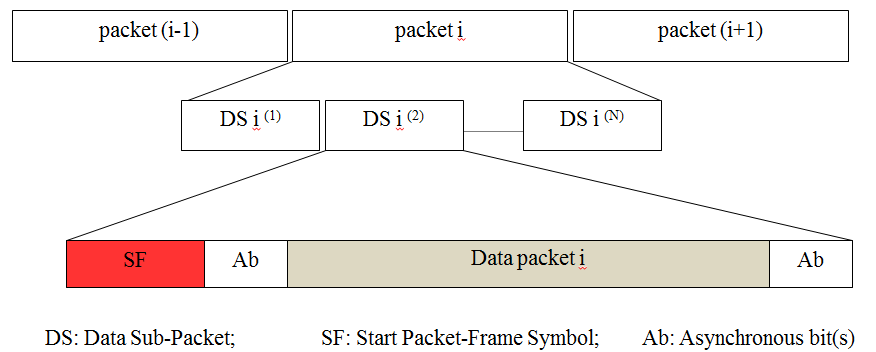 packet (i-1) packet i packet (i+1)
DS i (1) DS i (2) DS i (N)
SF Ab Data packet i Ab
DS: Data Sub-Packet; SF: Start Packet-Frame Symbol; Ab: Asynchronous bit(s)